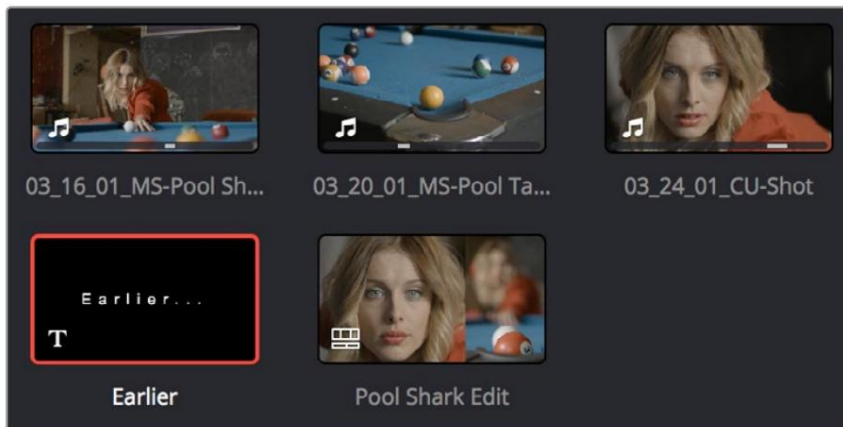 03_16_01_MS-Pool Sh...
03_20_01_MS-Pool Ta...
03_24_01_CU-Shot
Earlier...
T
Earlier
Pool Shark Edit